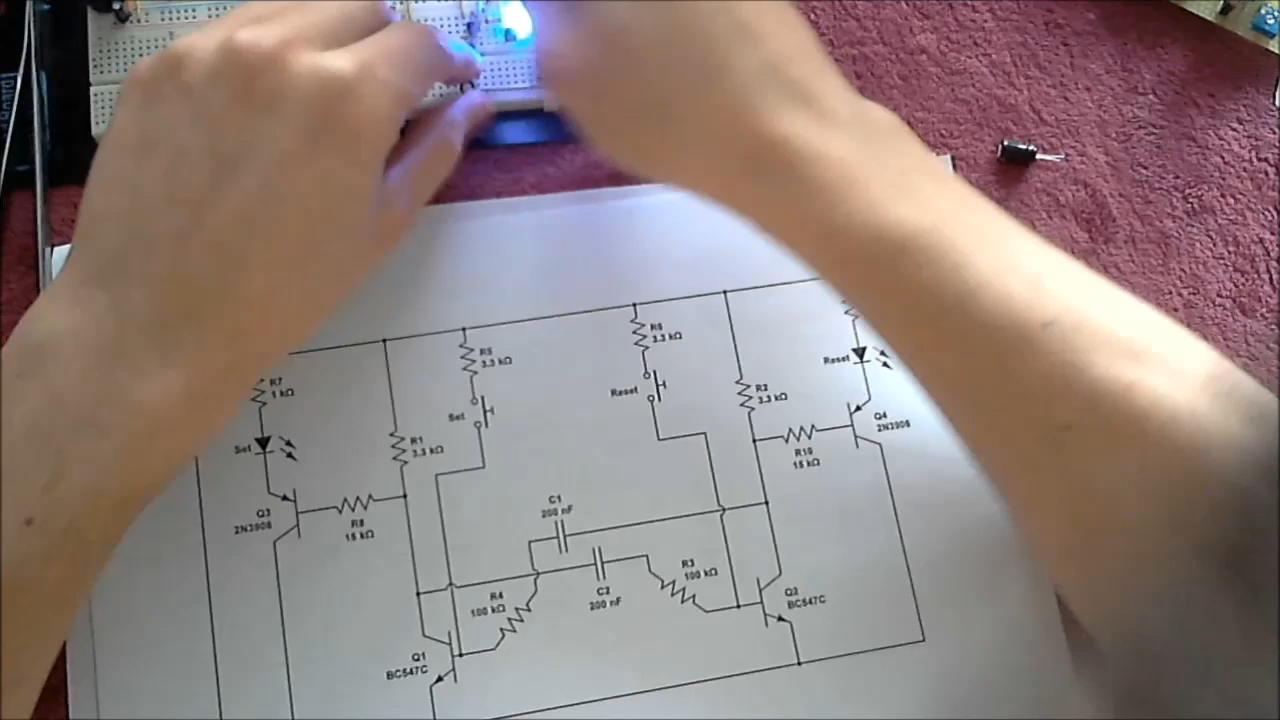 R6
3.3 kΩ
R5
3.3 kΩ
R7
1 kΩ
Reset
Reset
R2
3.3 kΩ
Set
Q4
2N3906
Set
R1
3.3 kΩ
R10
15 kΩ
C1
200 nF
Q3
2N3906
R8
15 kΩ
R3
100 kΩ
R4
100 kΩ
C2
200 nF
Q2
BC547C
Q1
BC547C